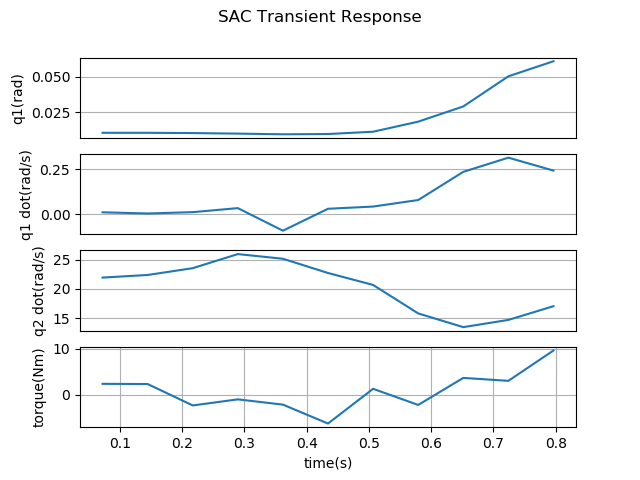 SAC Transient Response
q1(rad)
0.050
0.025
q1 dot(rad/s)
0.25
0.00
q2 dot(rad/s)
25
20
15
torque(Nm)
10
0
0.1 0.2 0.3 0.4 0.5 0.6 0.7 0.8
time(s)